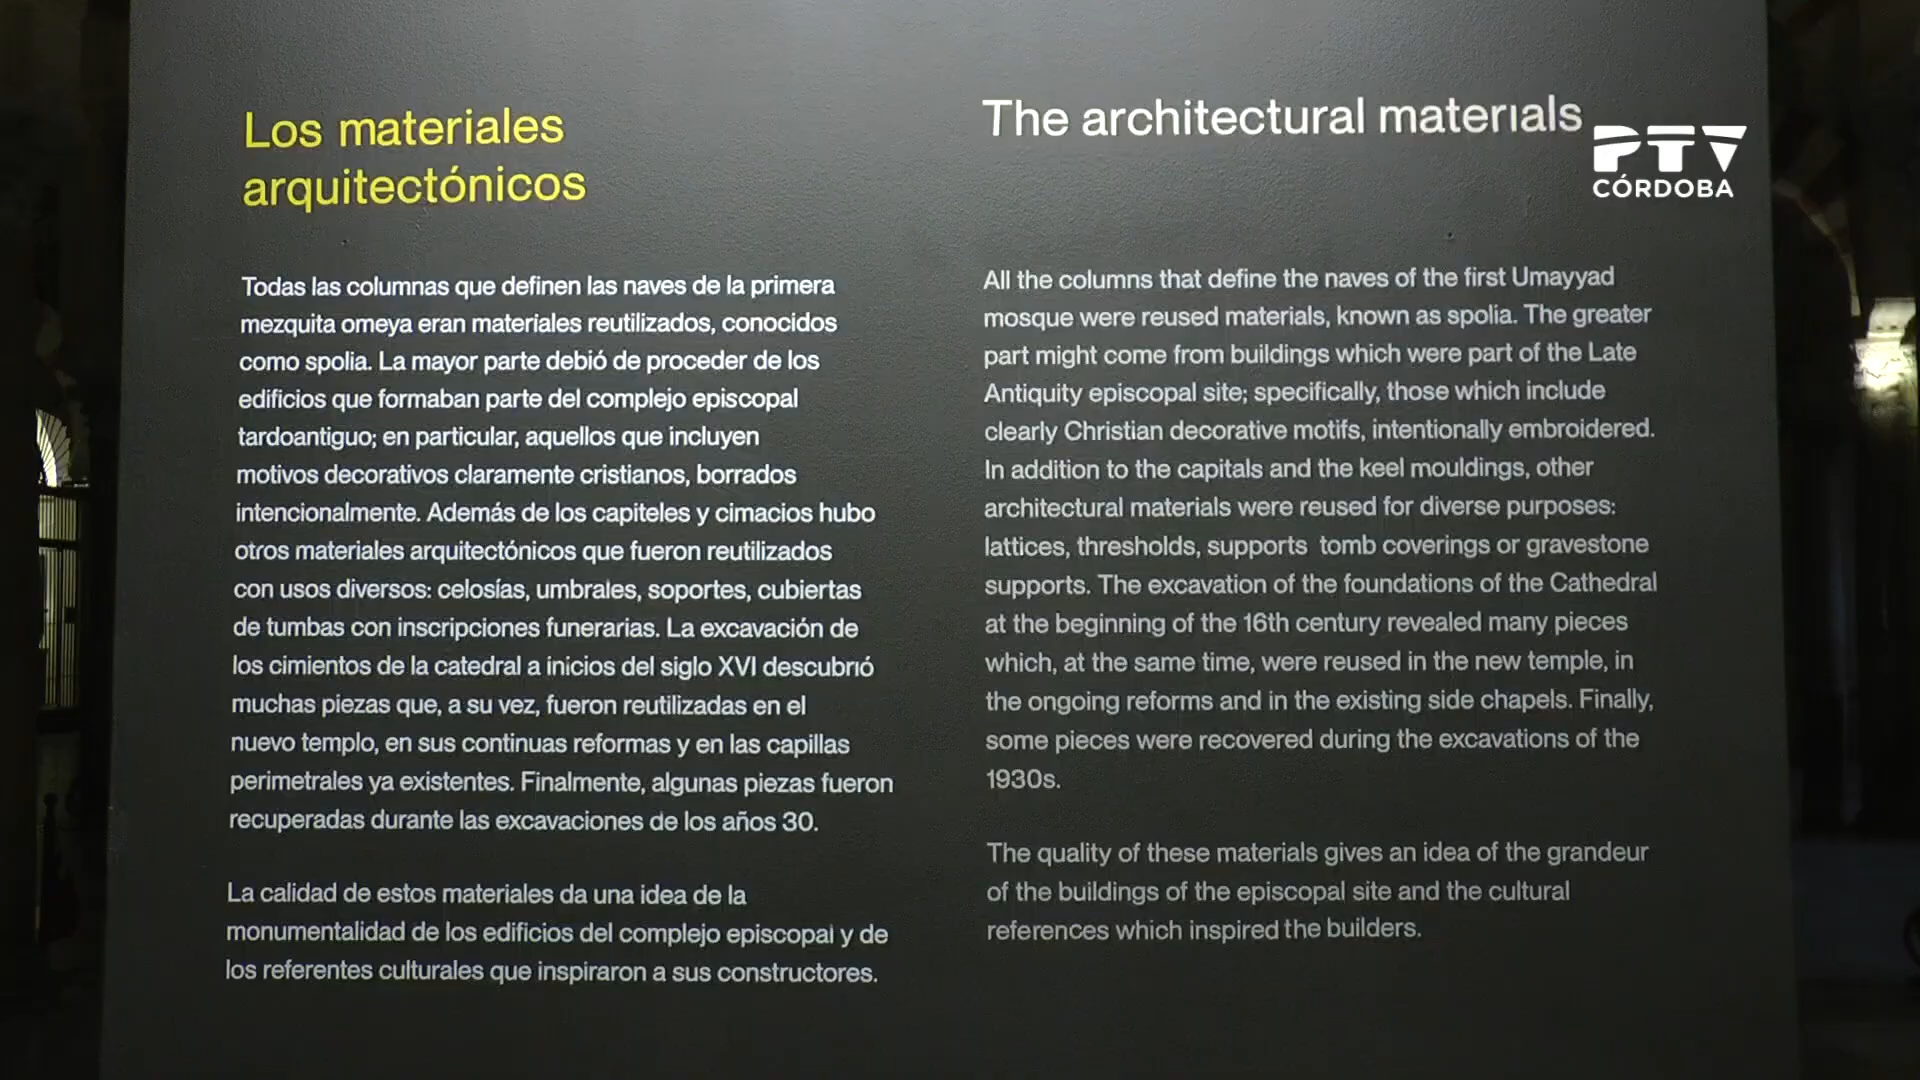 Los materiales
arquitectónicos
Todas las columnas que definen las naves de la primera
mezquita omeya eran materiales reutilizados, conocidos
como spolia. La mayor parte debió de proceder de los
edificios que formaban parte del complejo episcopal
tardoantiguo; en particular, aquellos que incluyen
motivos decorativos claramente cristianos, borrados
intencionalmente. Además de los capiteles y cimacios hubo
otros materiales arquitectónicos que fueron reutilizados
con usos diversos: celosías, umbrales, soportes, cubiertas
de tumbas con inscripciones funerarias. La excavación de
los cimientos de la catedral a inicios del siglo XVI descubrió
muchas piezas que, a su vez, fueron reutilizadas en el
nuevo templo, en sus continuas reformas y en las capillas
perimetrales ya existentes. Finalmente, algunas piezas fueron
recuperadas durante las excavaciones de los años 30.
La calidad de estos materiales da una idea de la
monumentalidad de los edificios del complejo episcopal y de
los referentes culturales que inspiraron a sus constructores.
The architectural materials
All the columns that define the naves of the first Umayyad
mosque were reused materials, known as spolia. The greater
part might come from buildings which were part of the Late
Antiquity episcopal site; specifically, those which include
clearly Christian decorative motifs, intentionally embroidered.
In addition to the capitals and the keel mouldings, other
architectural materials were reused for diverse purposes:
lattices, thresholds, supports tomb coverings or gravestone
supports. The excavation of the foundations of the Cathedral
at the beginning of the 16th century revealed many pieces
which, at the same time, were reused in the new temple, in
the ongoing reforms and in the existing side chapels. Finally,
some pieces were recovered during the excavations of the
1930s.
The quality of these materials gives an idea of the grandeur
of the buildings of the episcopal site and the cultural
references which inspired the builders.
PTV
CÓRDOBA